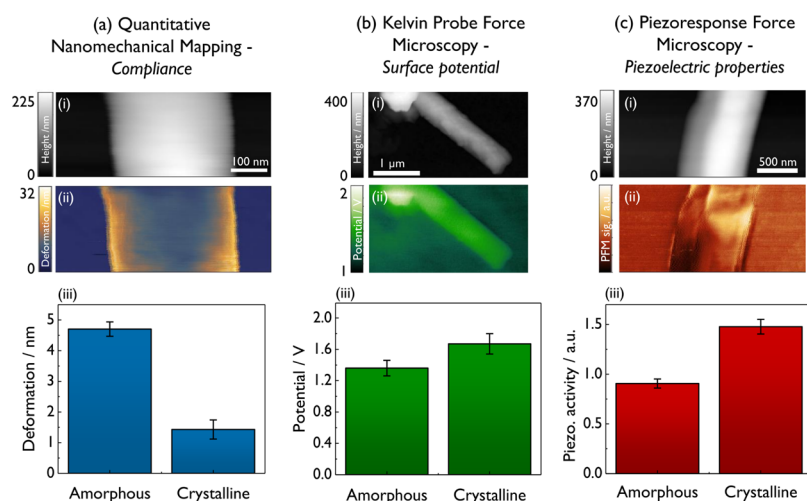 (a) Quantitative
Nanomechanical Mapping -
Compliance
(b) Kelvin Probe Force
Microscopy -
Surface potential
(c) Piezoresponse Force
Microscopy -
Piezoelectric properties
225
Height /nm
0
(i)
100 nm
400
Height /nm
0
(i)
1 µm
370
Height /nm
0
(i)
500 nm
32
Deformation /
0
(ii)
2
Potential / V
1
(ii)
PFM sig. / a.u.
(ii)
(iii)
Deformation / nm
5
4
3
2
1
0
Amorphous Crystalline
(iii)
Potential / V
2.0
1.6
1.2
0.8
0.4
0.0
Amorphous Crystalline
(iii)
Piezo. activity / a.u.
1.5
1.0
0.5
0.0
Amorphous Crystalline